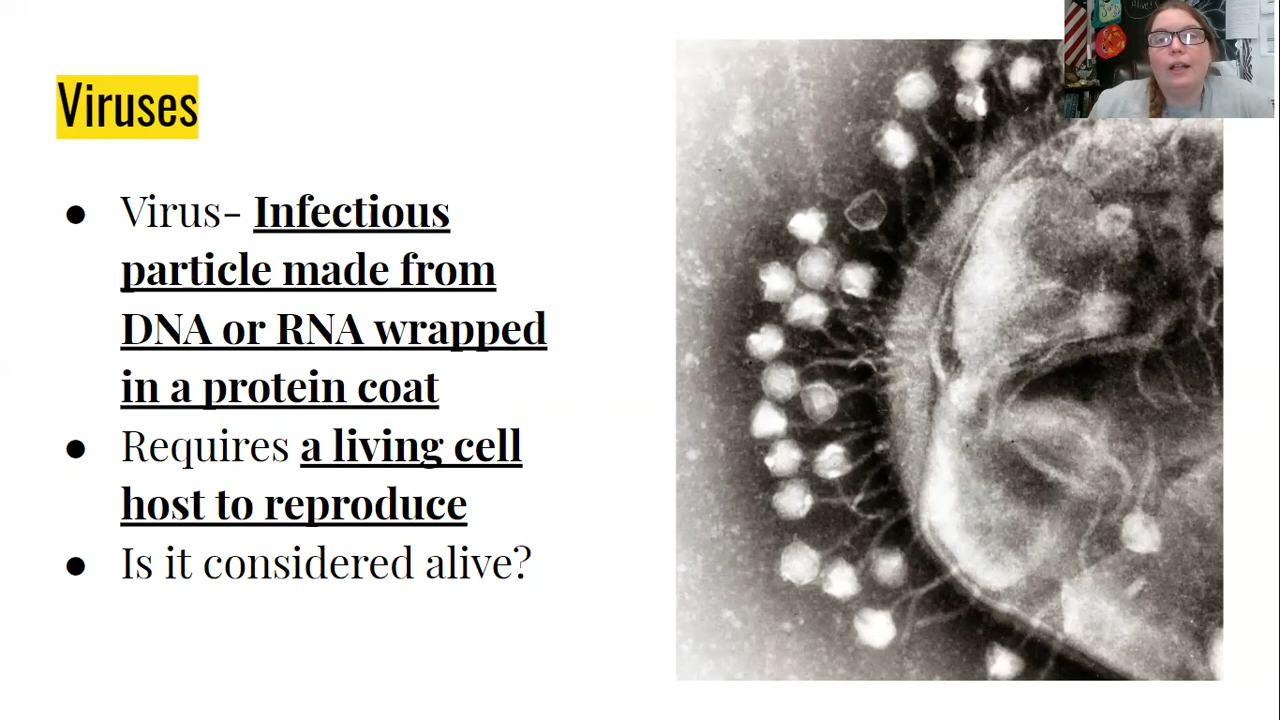 Viruses
● Virus- Infectious
particle made from
DNA or RNA wrapped
in a protein coat
● Requires a living cell
host to reproduce
● Is it considered alive?